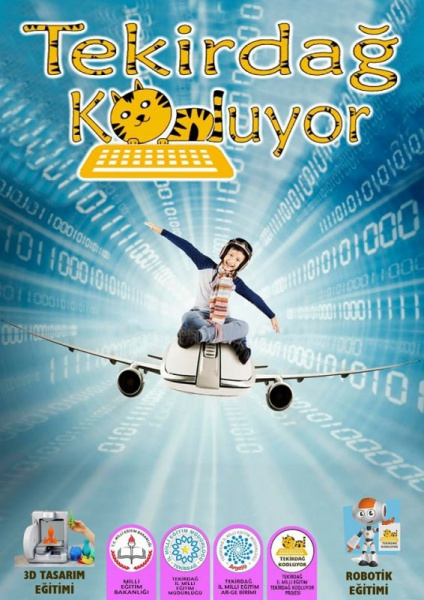 Tekirdağ
Kodluyor
3D TASARIM
EĞİTİMİ
MİLLİ
EĞİTİM
BAKANLIĞI
TEKİRDAĞ
İL MİLLİ
EĞİTİM
MÜDÜRLÜĞÜ
TEKİRDAĞ
İL MİLLİ EĞİTİM
AR-GE BİRİMİ
TEKİRDAĞ
KODLUYOR
TEKİRDAĞ
İL MİLLİ EĞİTİM
TEKİRDAĞ KODLUYOR
PROJESİ
ROBOTİK
EĞİTİMİ